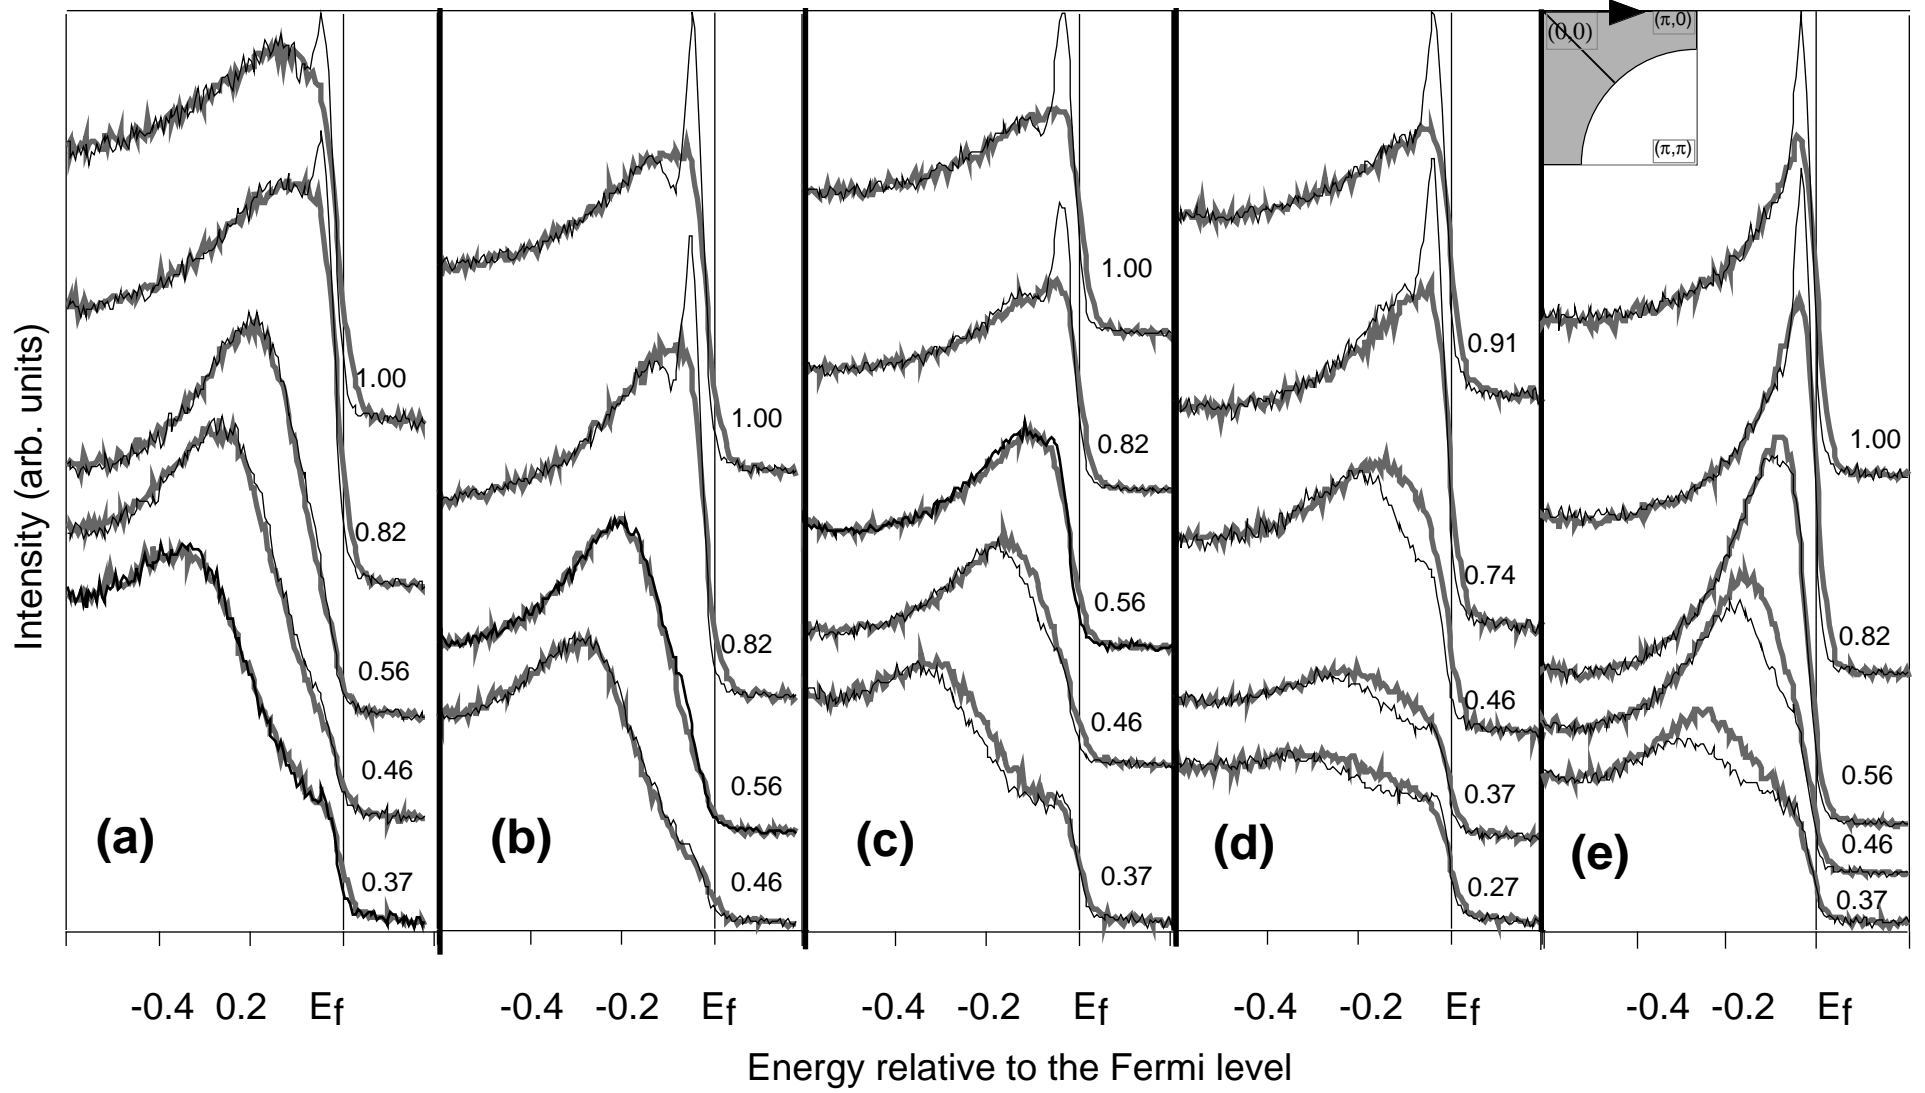 Intensity (arb. units)
1.00
0.82
0.56
0.46
0.37
(a)
1.00
0.82
0.56
0.46
(b)
1.00
0.82
0.56
0.46
0.37
(c)
0.91
0.74
0.46
0.37
0.27
(d)
(0,0)
(π,0)
(π,π)
1.00
0.82
0.56
0.46
0.37
(e)
-0.4 0.2 Ef
-0.4 -0.2 Ef
-0.4 -0.2 Ef
-0.4 -0.2 Ef
-0.4 -0.2 Ef
Energy relative to the Fermi level